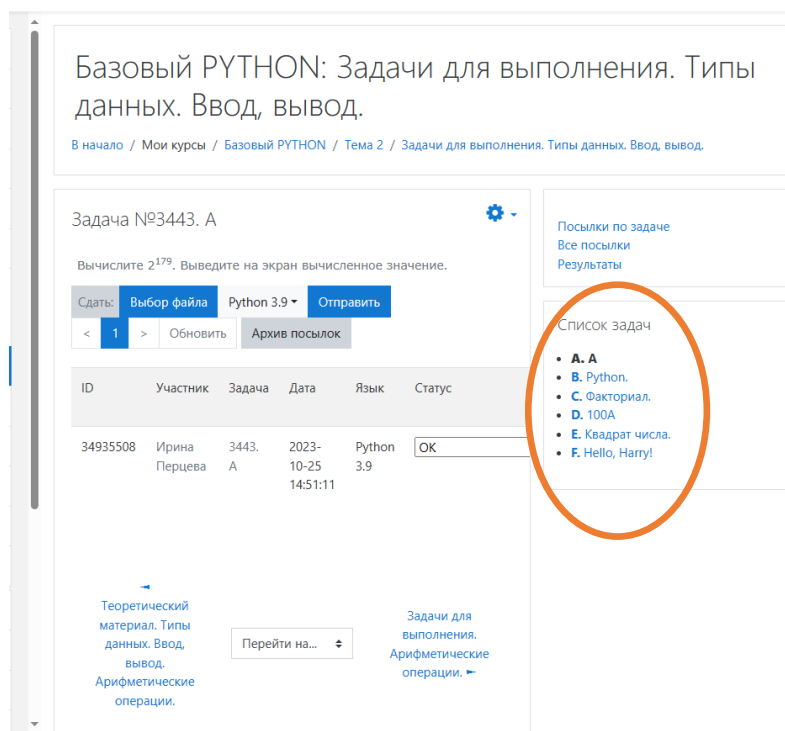 Базовый PYTHON: Задачи для выполнения. Типы
данных. Ввод, вывод.
В начало / Мои курсы / Базовый PYTHON / Тема 2 / Задачи для выполнения. Типы данных. Ввод, вывод.
Задача №3443. A
Вычислите 2¹⁷⁹. Выведите на экран вычисленное значение.
Сдать: Выбор файла Python 3.9 Отправить
< 1 > Обновить Архив посылок
ID Участник Задача Дата Язык Статус
34935508 Ирина 3443. 2023- Python OK
Перцева A 10-25 3.9
14:51:11
Теоретический
материал. Типы
данных. Ввод,
вывод.
Арифметические
операции.
Перейти на...
Задачи для
выполнения.
Арифметические
операции. ►
Посылки по задаче
Все посылки
Результаты
Список задач
A. A
B. Python.
C. Факториал.
D. 100A
E. Квадрат числа.
F. Hello, Harry!